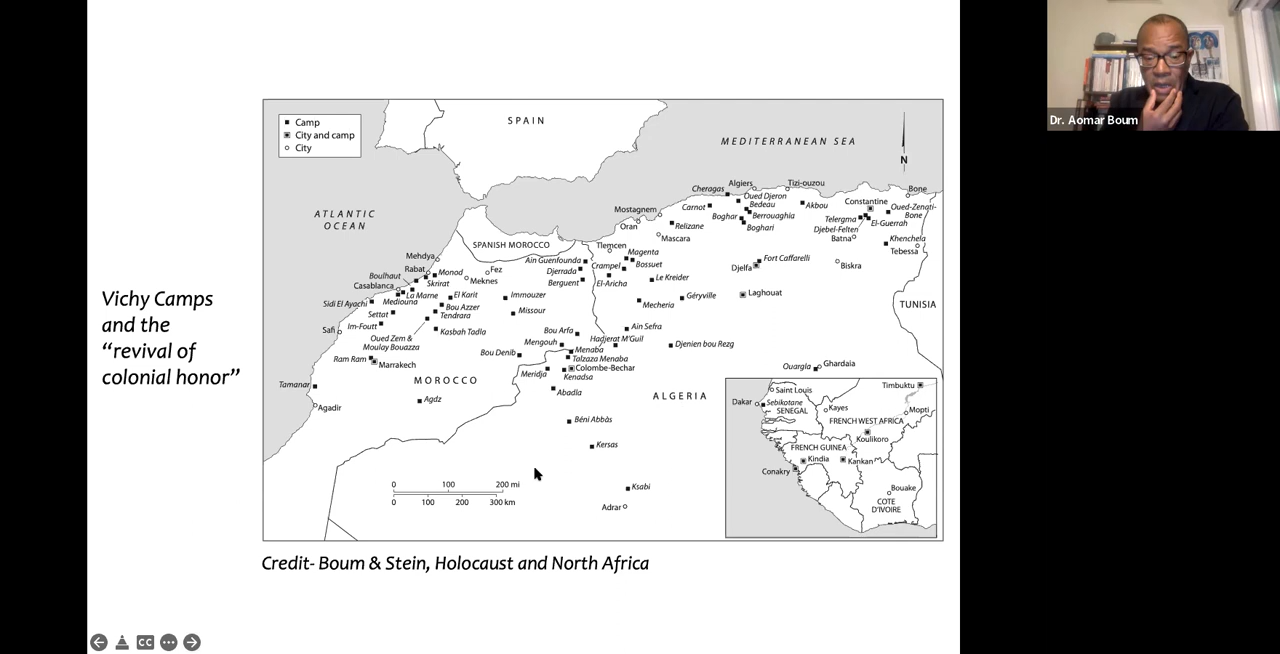 Dr. Aomar Boum
Vichy Camps
and the
“revival of
colonial honor”
Camp
City and camp
City
SPAIN
MEDITERRANEAN SEA
N
ATLANTIC
OCEAN
SPANISH MOROCCO
Cheragas
Algiers
Tizi-ouzou
Bone
Oued Djeron
Bedeau
Carnot
Akbou
Constantine
Oued-Zenati-
Bone
Mostagnem
Boghar
Berrouaghia
Telergma
El-Guerrah
Oran
Relizane
Boghari
Djebel-Felten
Mascara
Batna
Khenchela
Tlemcen
Tebessa
Magenta
Mehdya
Ain Guenfounda
Crampel
Bossuet
Fort Caffarelli
Rabat
Monod
Fez
Djerrada
Djelfa
Biskra
Boulhaut
Skrirat
Meknes
Berguent
El-Aricha
Le Kreider
Casablanca
La Marne
El Karit
Immouzer
Géryville
Laghouat
Sidi El Ayachi
Mediouna
Bou Azzer
Mecheria
TUNISIA
Settat
Tendrara
Missour
Safi
Im-Foutt
Kasbah Tadla
Bou Arfa
Ain Sefra
Oued Zem &
Moulay Bouazza
Mengouh
Hadjerat M'Guil
Djenien bou Rezg
Bou Denib
Menaba
Ram Ram
Marrakech
Talzaza Menaba
Ouargla
Ghardaia
Meridja
Colombe-Bechar
Kenadsa
MOROCCO
Tamanar
Abadla
ALGERIA
Agdz
Agadir
Béni Abbàs
Kersas
Ksabi
Adrar
0 100 200 mi
0 100 200 300 km
Saint Louis
Timbuktu
Dakar
Sebikotane
SENEGAL
Kayes
Mopti
FRENCH WEST AFRICA
Koulikoro
FRENCH GUINEA
Kindia
Kankan
Conakry
Bouake
COTE
D'IVOIRE
Credit- Boum & Stein, Holocaust and North Africa
CC